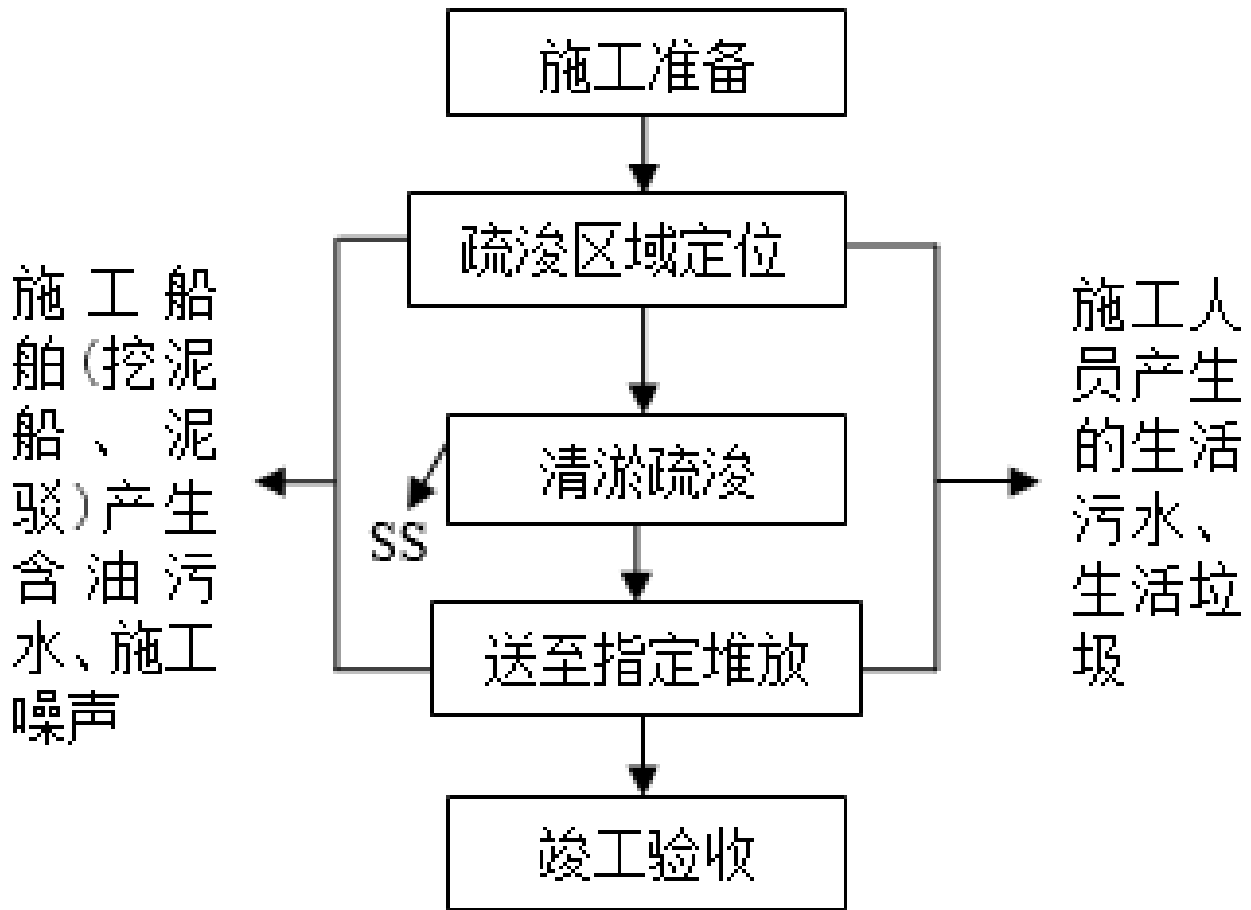 施工准备
疏浚区域定位
清淤疏浚
SS
送至指定堆放
竣工验收
施工船
舶(挖泥
船、泥
驳)产生
含油污
水、施工
噪声
施工人
员产生
的生活
污水、
生活垃
圾